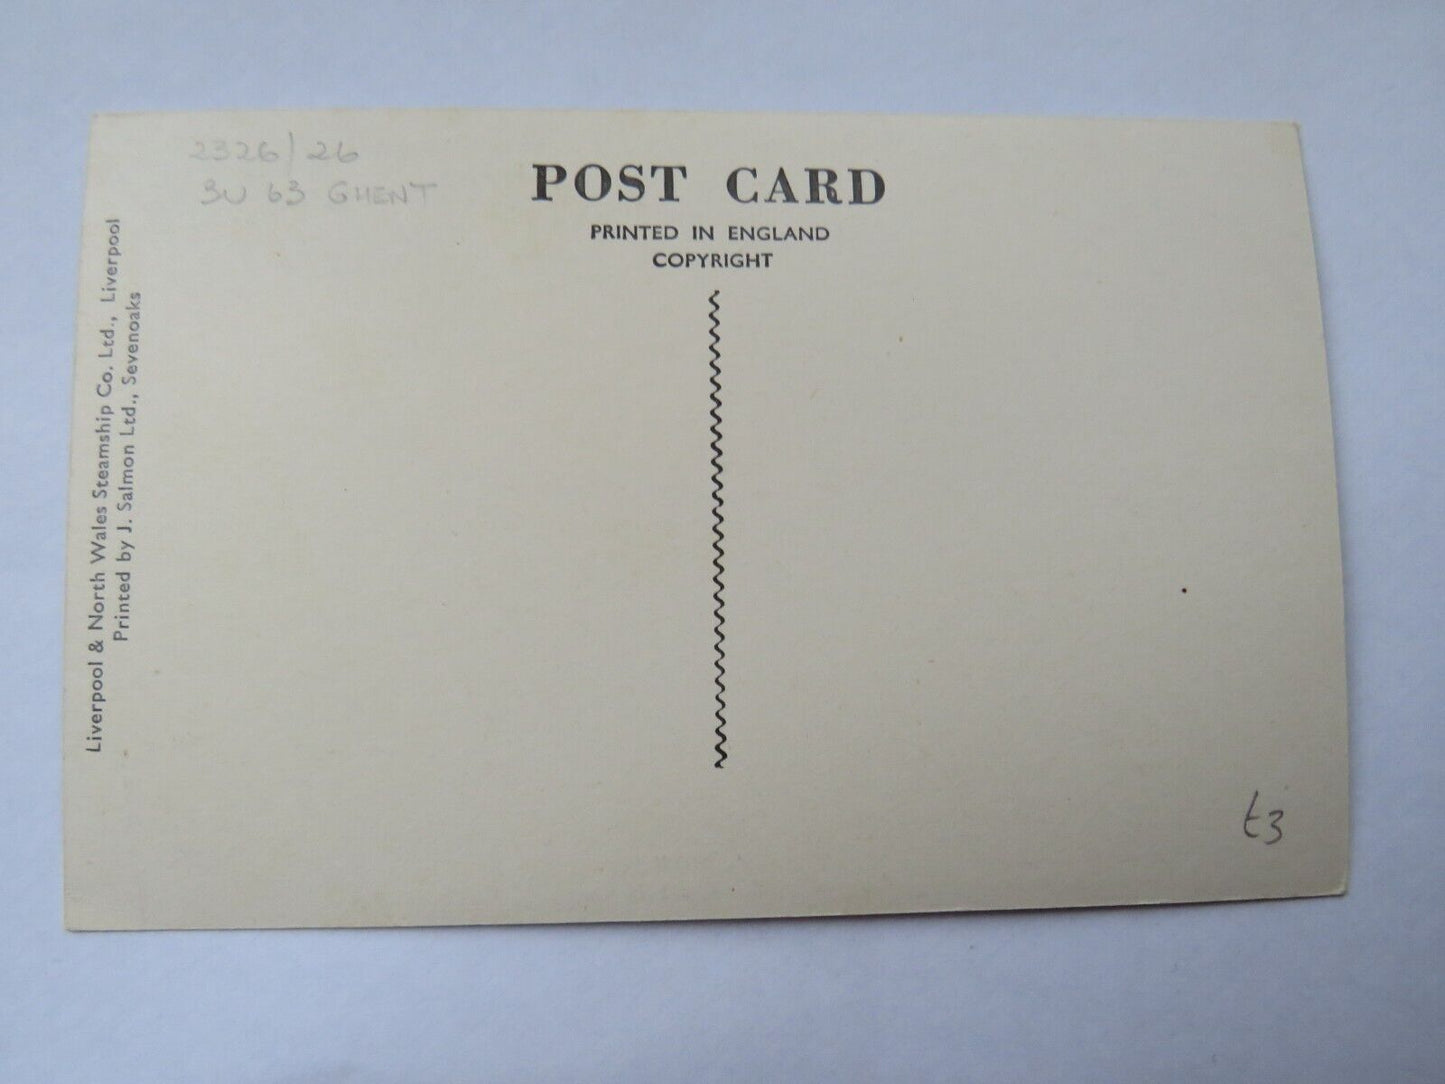 2326/26
BU 63 GHENT
POST CARD
PRINTED IN ENGLAND
COPYRIGHT
Liverpool & North Wales Steamship Co. Ltd., Liverpool
Printed by J. Salmon Ltd., Sevenoaks
£3